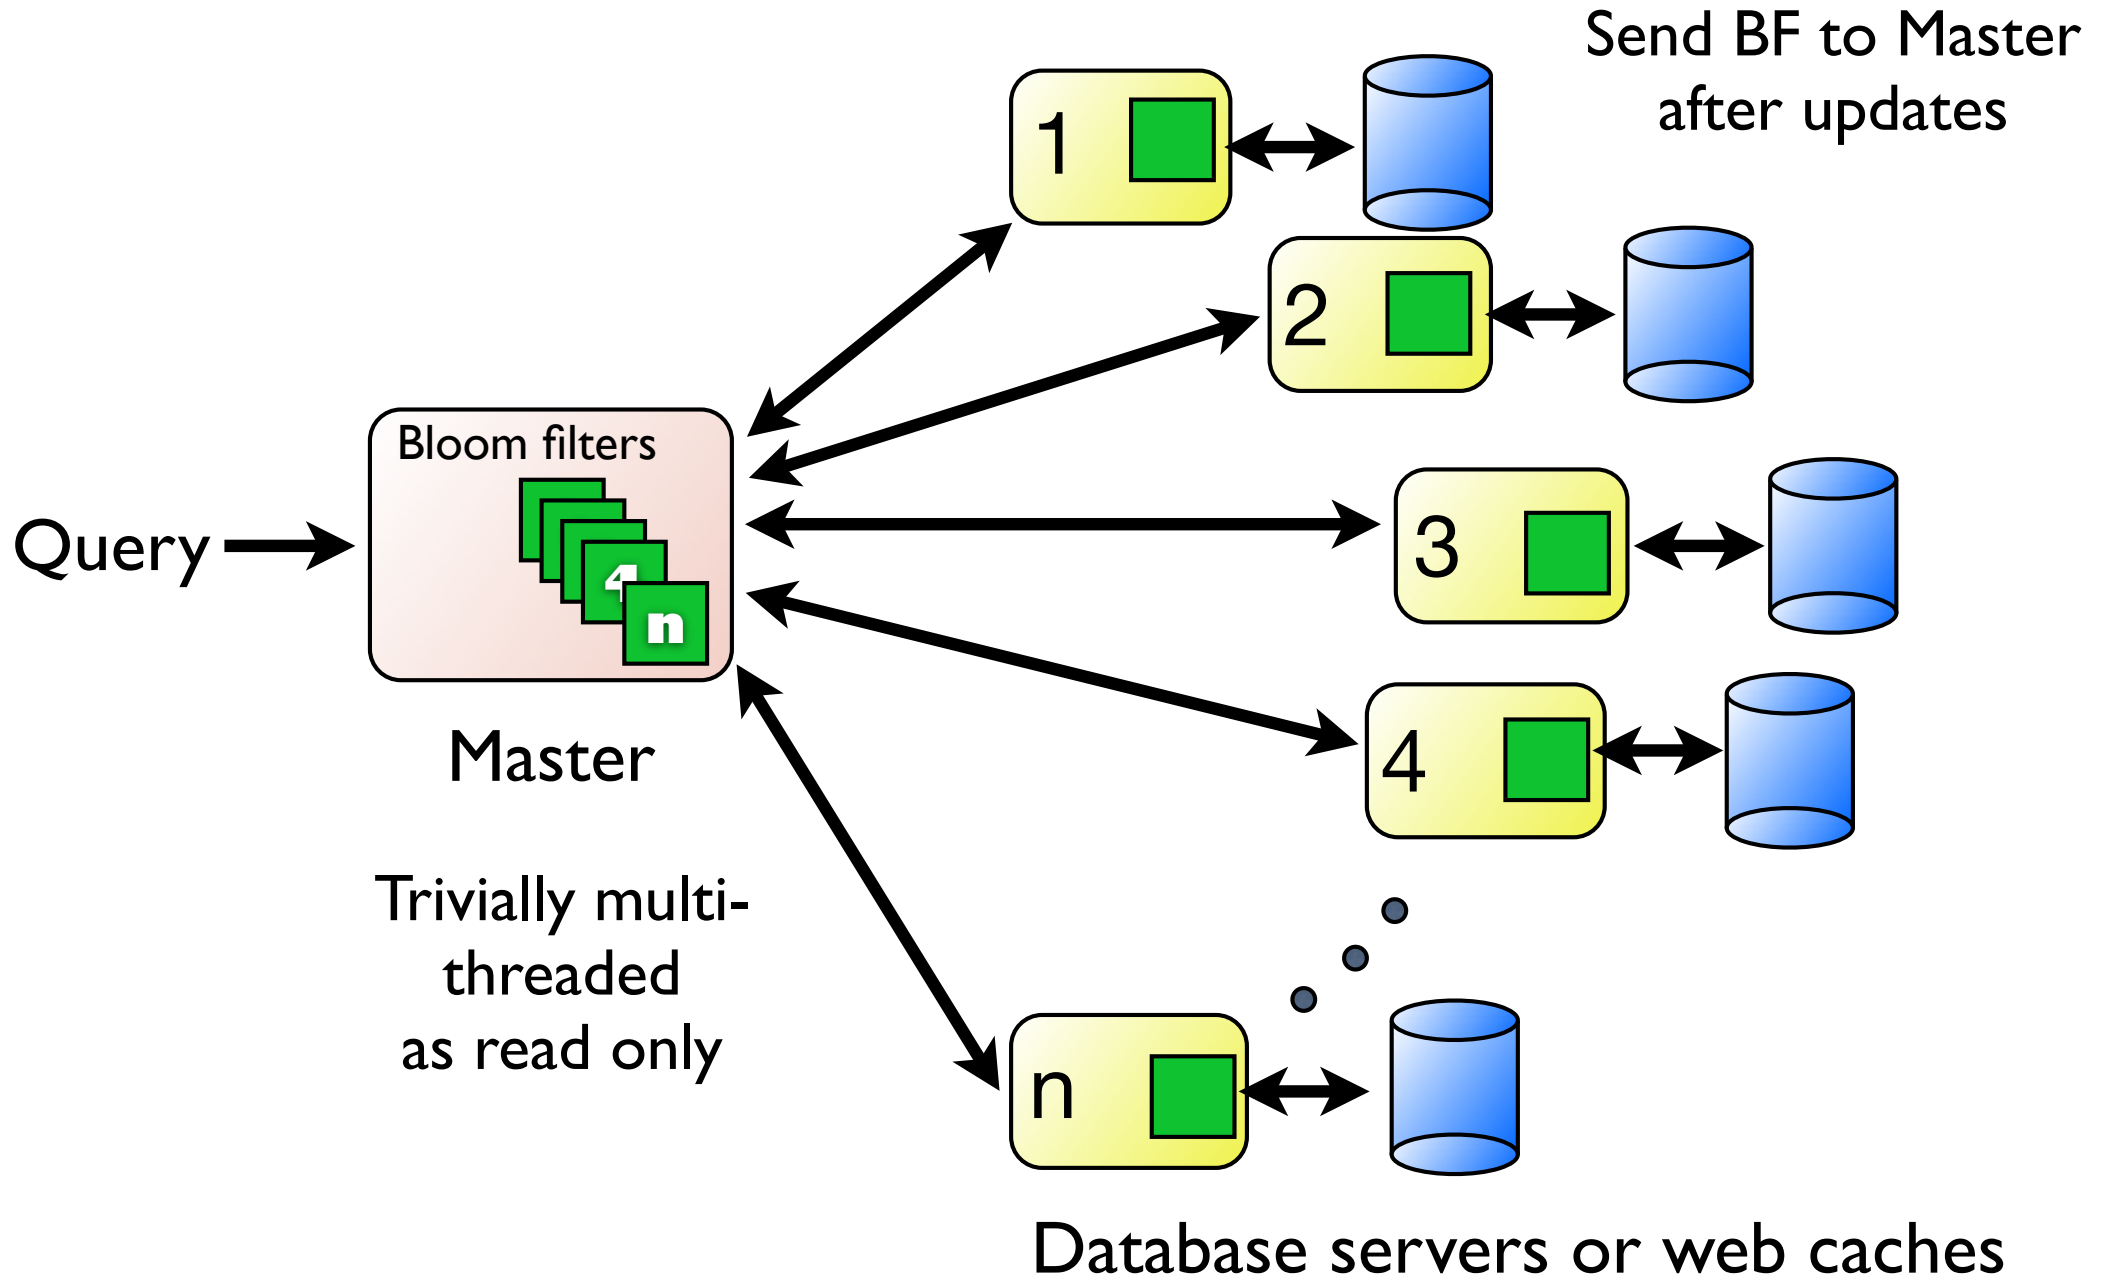 Send BF to Master
after updates
1
2
Bloom filters
Query
4
n
3
Master
4
Trivially multi-
threaded
as read only
n
Database servers or web caches